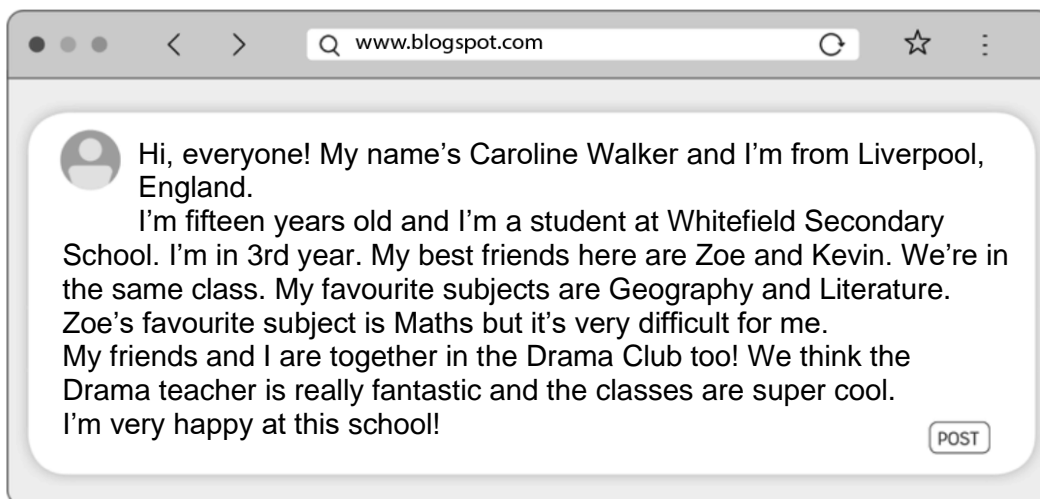 www.blogspot.com
Hi, everyone! My name’s Caroline Walker and I’m from Liverpool,
England.
I’m fifteen years old and I’m a student at Whitefield Secondary
School. I’m in 3rd year. My best friends here are Zoe and Kevin. We’re in
the same class. My favourite subjects are Geography and Literature.
Zoe’s favourite subject is Maths but it’s very difficult for me.
My friends and I are together in the Drama Club too! We think the
Drama teacher is really fantastic and the classes are super cool.
I’m very happy at this school!
POST